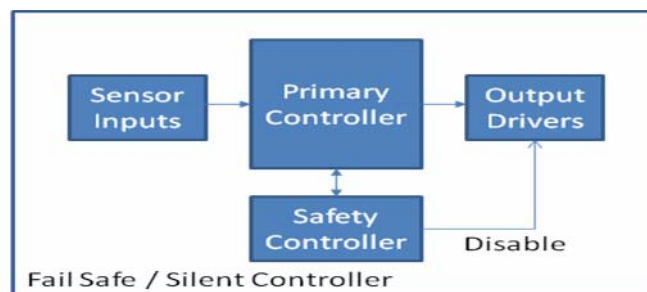 Sensor
Inputs
Primary
Controller
Output
Drivers
Safety
Controller
Disable
Fail Safe / Silent Controller